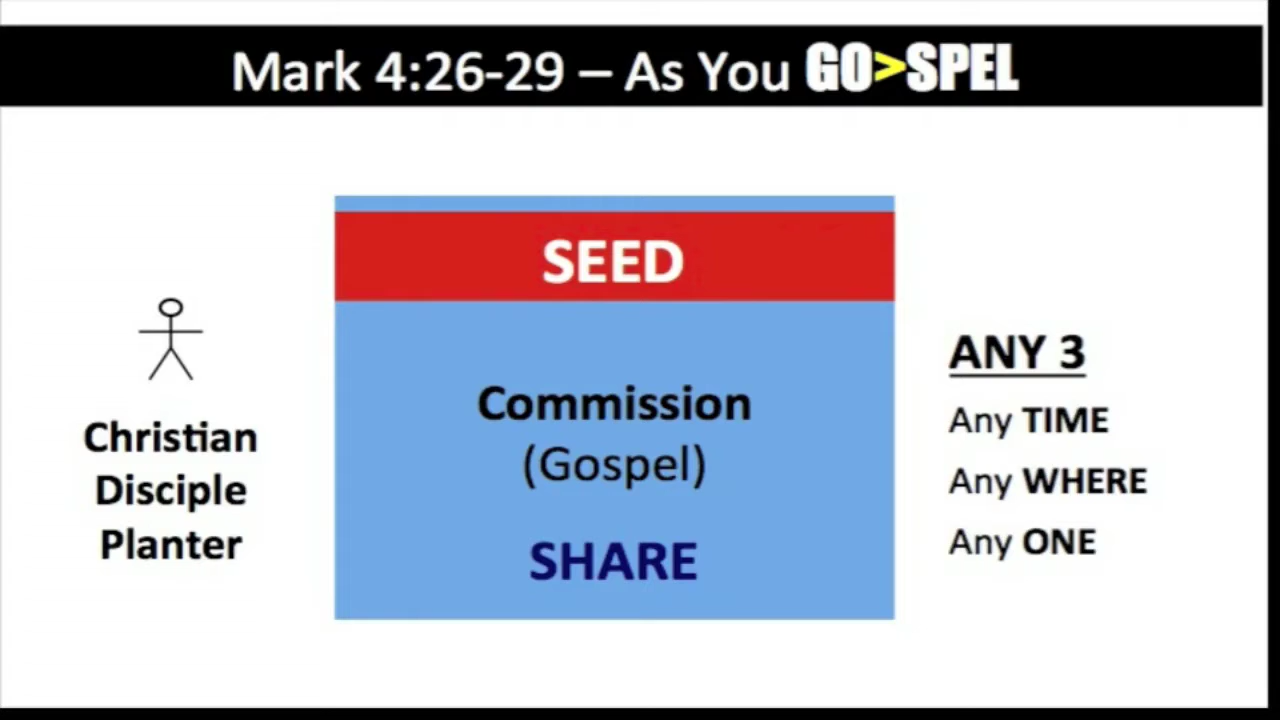 Mark 4:26-29 – As You GO>SPEL
SEED
Commission
(Gospel)
SHARE
Christian
Disciple
Planter
ANY 3
Any TIME
Any WHERE
Any ONE